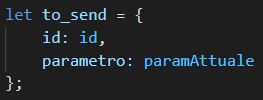 let to_send = {
    id: id,
    parametro: paramAttuale
};